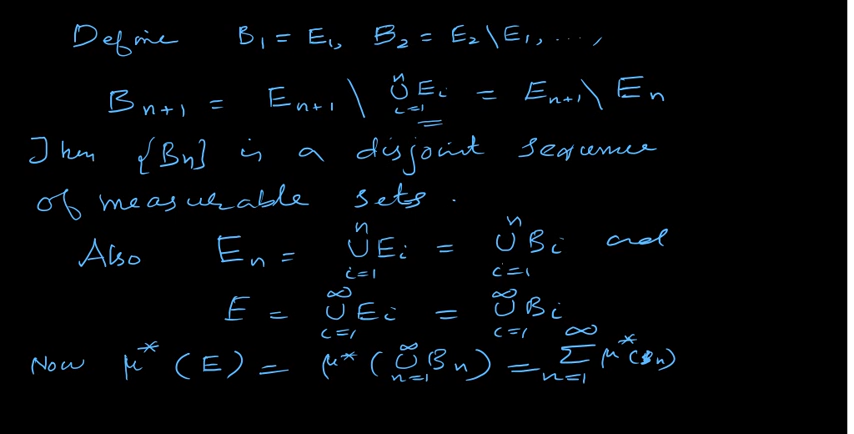 Define B₁ = E₁, B₂ = E₂\E₁, ...,
Bₙ₊₁ = Eₙ₊₁ \ ⋃ⁿᵢ₌₁ Eᵢ = Eₙ₊₁ \ Eₙ
Then {Bₙ} is a disjoint sequence
of measurable sets.
Also Eₙ = ⋃ⁿᵢ₌₁ Eᵢ = ⋃ⁿᵢ₌₁ Bᵢ and
E = ⋃^∞ᵢ₌₁ Eᵢ = ⋃^∞ᵢ₌₁ Bᵢ
Now μ*(E) = μ*(⋃^∞ₙ₌₁ Bₙ) = ∑^∞ₙ₌₁ μ*(Bₙ)